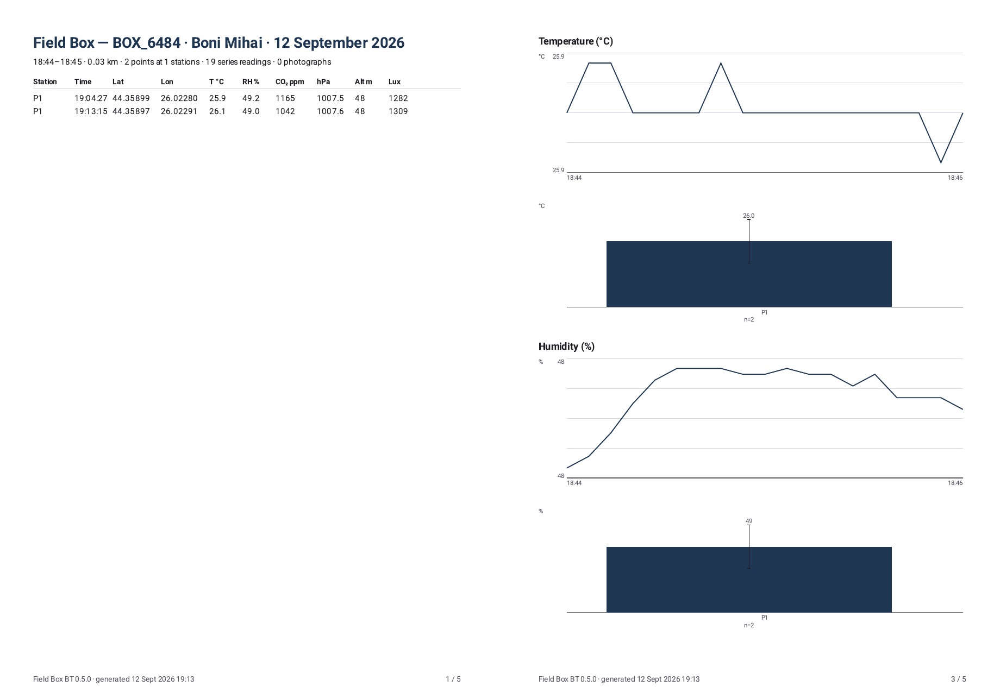 Field Box — BOX_6484 · Boni Mihai · 12 September 2026
18:44–18:45 · 0.03 km · 2 points at 1 stations · 19 series readings · 0 photographs
Station Time Lat Lon T °C RH % CO₂ ppm hPa Alt m Lux
P1 19:04:27 44.35899 26.02280 25.9 49.2 1165 1007.5 48 1282
P1 19:13:15 44.35897 26.02291 26.1 49.0 1042 1007.6 48 1309
Field Box BT 0.5.0 · generated 12 Sept 2026 19:13 1 / 5
Temperature (°C)
°C 25.9
25.9
18:44 18:46
°C
26.0
P1
n=2
Humidity (%)
% 48
48
18:44 18:46
%
49
P1
n=2
Field Box BT 0.5.0 · generated 12 Sept 2026 19:13 3 / 5